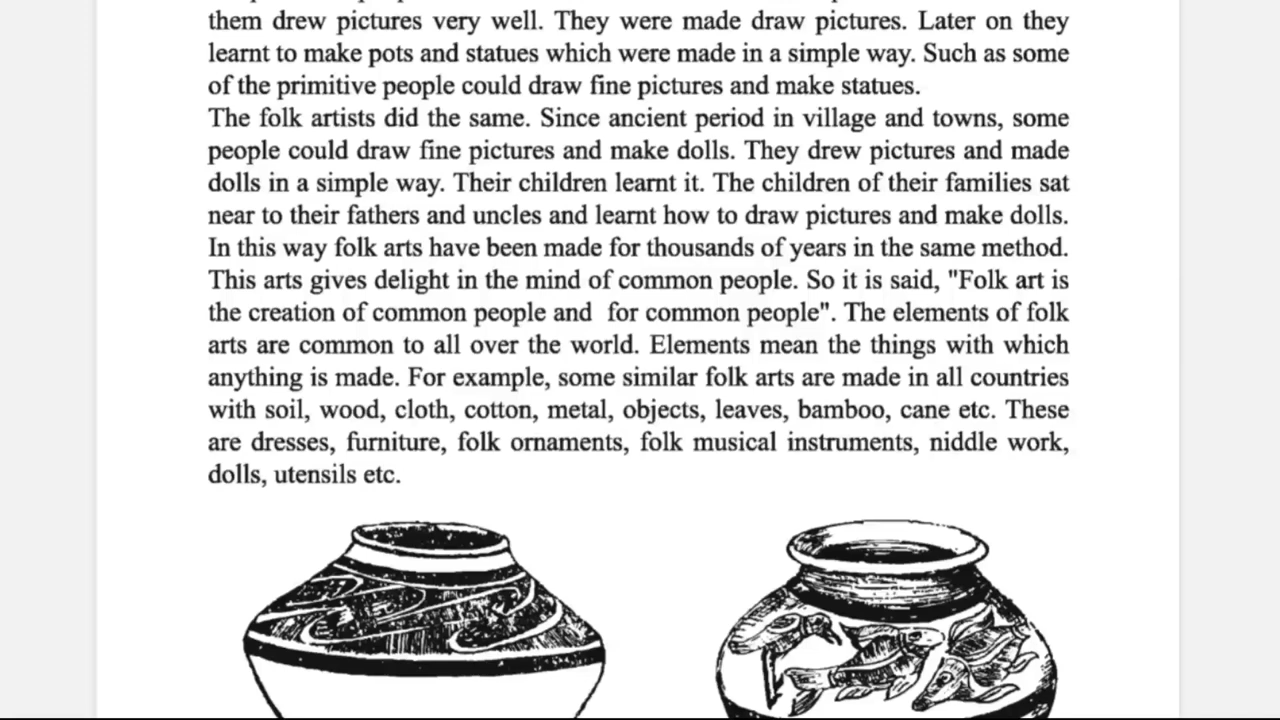 them drew pictures very well. They were made draw pictures. Later on they
learnt to make pots and statues which were made in a simple way. Such as some
of the primitive people could draw fine pictures and make statues.
The folk artists did the same. Since ancient period in village and towns, some
people could draw fine pictures and make dolls. They drew pictures and made
dolls in a simple way. Their children learnt it. The children of their families sat
near to their fathers and uncles and learnt how to draw pictures and make dolls.
In this way folk arts have been made for thousands of years in the same method.
This arts gives delight in the mind of common people. So it is said, "Folk art is
the creation of common people and  for common people". The elements of folk
arts are common to all over the world. Elements mean the things with which
anything is made. For example, some similar folk arts are made in all countries
with soil, wood, cloth, cotton, metal, objects, leaves, bamboo, cane etc. These
are dresses, furniture, folk ornaments, folk musical instruments, niddle work,
dolls, utensils etc.